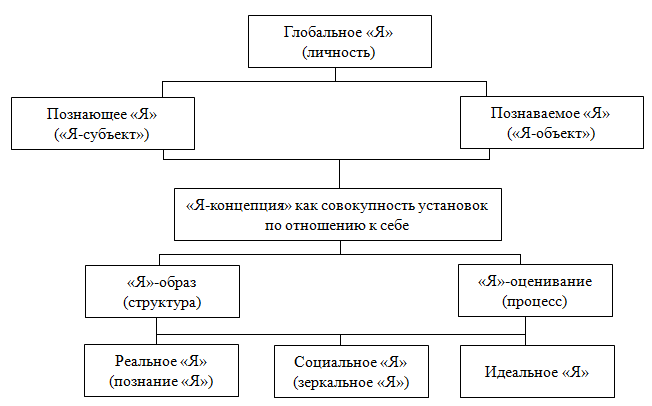 Глобальное «Я»
(личность)
Познающее «Я»
(«Я-субъект»)
Познаваемое «Я»
(«Я-объект»)
«Я-концепция» как совокупность установок
по отношению к себе
«Я»-образ
(структура)
«Я»-оценивание
(процесс)
Реальное «Я»
(познание «Я»)
Социальное «Я»
(зеркальное «Я»)
Идеальное «Я»